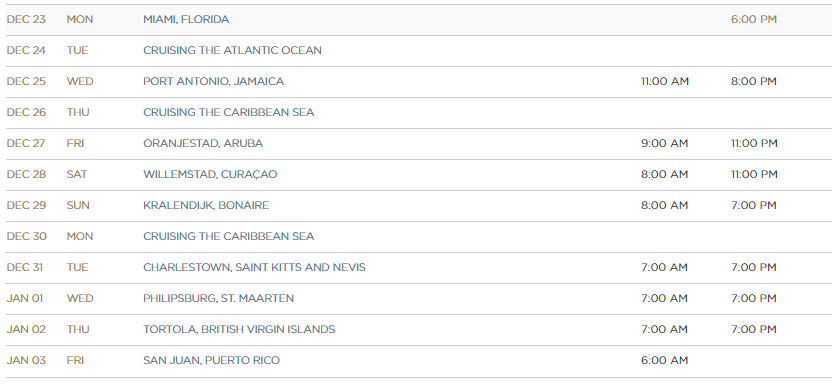 DEC 23 MON MIAMI, FLORIDA 6:00 PM
DEC 24 TUE CRUISING THE ATLANTIC OCEAN
DEC 25 WED PORT ANTONIO, JAMAICA 11:00 AM 8:00 PM
DEC 26 THU CRUISING THE CARIBBEAN SEA
DEC 27 FRI ORANJESTAD, ARUBA 9:00 AM 11:00 PM
DEC 28 SAT WILLEMSTAD, CURAÇAO 8:00 AM 11:00 PM
DEC 29 SUN KRALENDIJK, BONAIRE 8:00 AM 7:00 PM
DEC 30 MON CRUISING THE CARIBBEAN SEA
DEC 31 TUE CHARLESTOWN, SAINT KITTS AND NEVIS 7:00 AM 7:00 PM
JAN 01 WED PHILIPSBURG, ST. MAARTEN 7:00 AM 7:00 PM
JAN 02 THU TORTOLA, BRITISH VIRGIN ISLANDS 7:00 AM 7:00 PM
JAN 03 FRI SAN JUAN, PUERTO RICO 6:00 AM